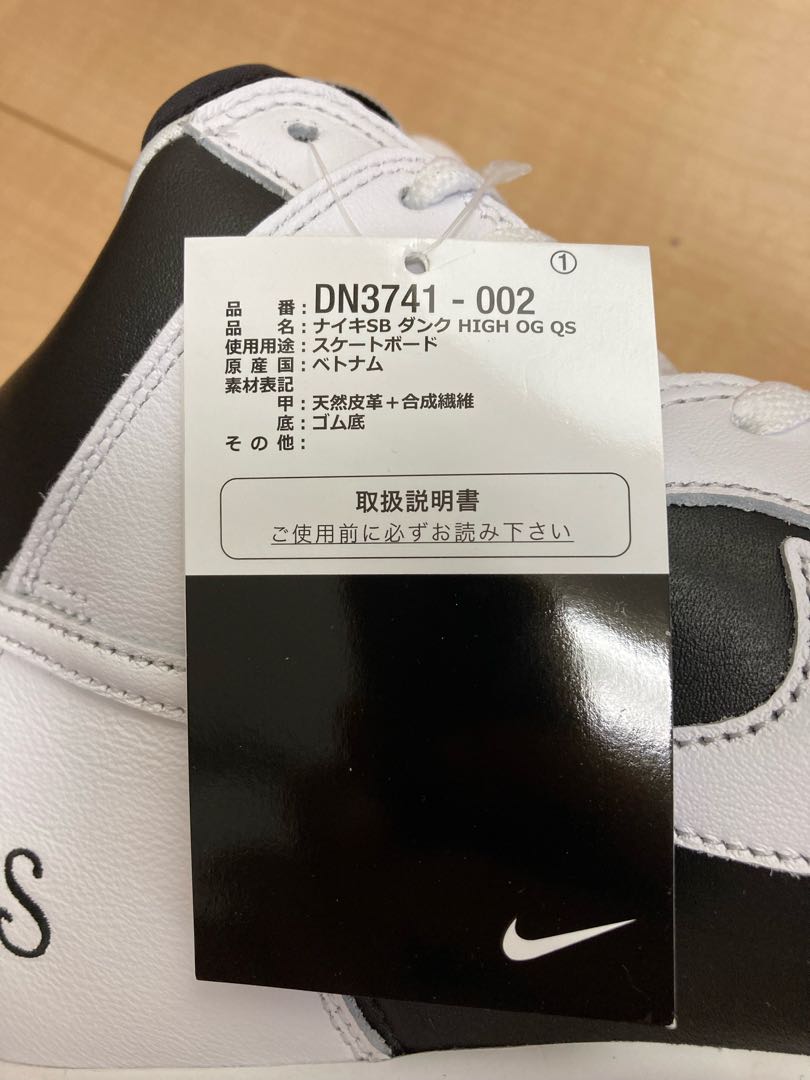 ①
品番：DN3741 - 002
品名：ナイキSB ダンク HIGH OG QS
使用用途：スケートボード
原産国：ベトナム
素材表記
甲：天然皮革＋合成繊維
底：ゴム底
その他：
取扱説明書
ご使用前に必ずお読み下さい
S